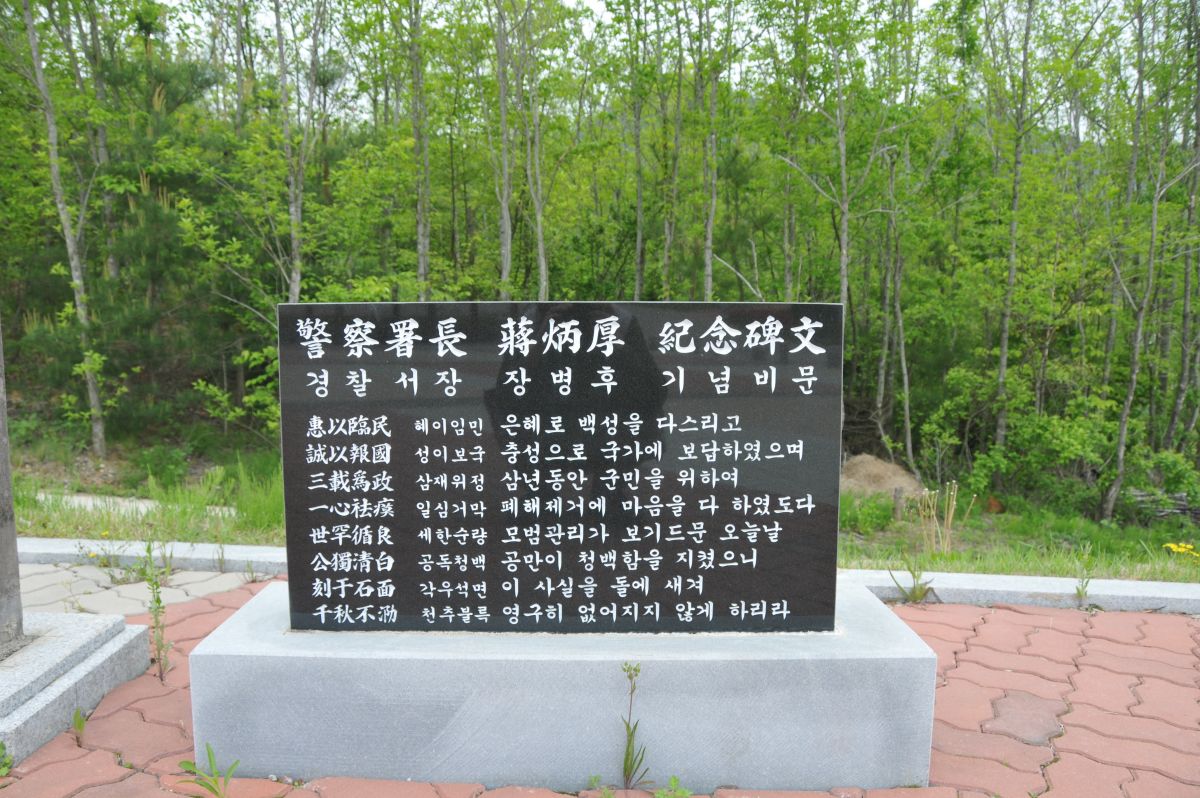 警察署長 蔣炳厚 紀念碑文
경찰서장 장병후 기념비문
惠以臨民 혜이임민 은혜로 백성을 다스리고
誠以報國 성이보국 충성으로 국가에 보답하였으며
三載爲政 삼재위정 삼년동안 군민을 위하여
一心祛瘼 일심거막 폐해제거에 마음을 다 하였도다
世罕循良 세한순량 모범관리가 보기드문 오늘날
公獨清白 공독청백 공만이 청백함을 지켰으니
刻于石面 각우석면 이 사실을 돌에 새겨
千秋不泐 천추불륵 영구히 없어지지 않게 하리라